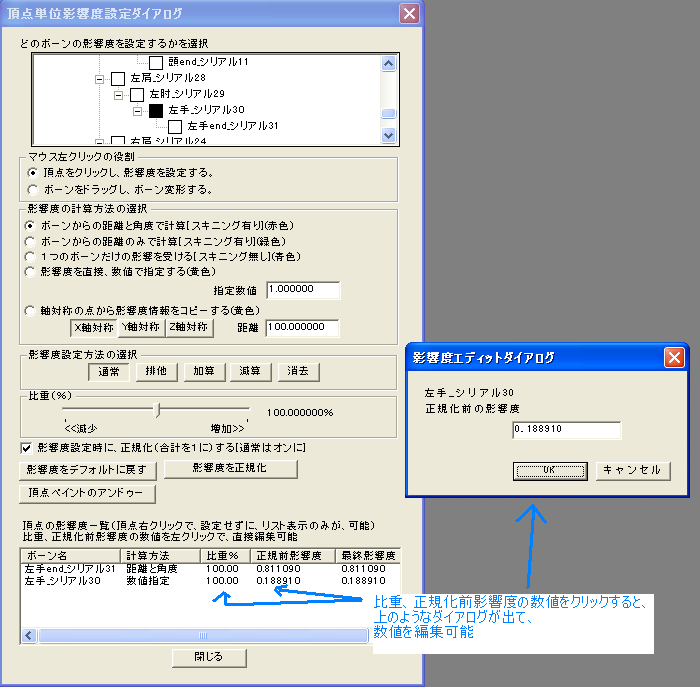 頂点単位影響度設定ダイアログ
どのボーンの影響度を設定するかを選択
頭end_シリアル11
左肩_シリアル28
左肘_シリアル29
左手_シリアル30
左手end_シリアル31
右肩_シリアル24
マウス左クリックの役割
頂点をクリックし、影響度を設定する。
ボーンをドラッグし、ボーン変形する。
影響度の計算方法の選択
ボーンからの距離と角度で計算[スキニング有り](赤色)
ボーンからの距離のみで計算[スキニング有り](緑色)
1つのボーンだけの影響を受ける[スキニング無し](青色)
影響度を直接、数値で指定する(黄色)
指定数値 1.000000
軸対称の点から影響度情報をコピーする(黄色)
X軸対称 Y軸対称 Z軸対称 距離 100.000000
影響度設定方法の選択
通常 排他 加算 減算 消去
比重(%)
100.000000%
<<減少 増加>>
影響度設定時に、正規化(合計を1に)する[通常はオンに]
影響度をデフォルトに戻す 影響度を正規化
頂点ペイントのアンドゥー
頂点の影響度一覧(頂点右クリックで、設定せずに、リスト表示のみが、可能)
比重、正規化前影響度の数値を左クリックで、直接編集可能
ボーン名 計算方法 比重% 正規化前影響度 最終影響度
左手end_シリアル31 距離と角度 100.00 0.811090 0.811090
左手_シリアル30 数値指定 100.00 0.188910 0.188910
閉じる
影響度エディットダイアログ
左手_シリアル30
正規化前の影響度
0.188910
OK キャンセル
比重、正規化前影響度の数値をクリックすると、
上のようなダイアログが出て、
数値を編集可能